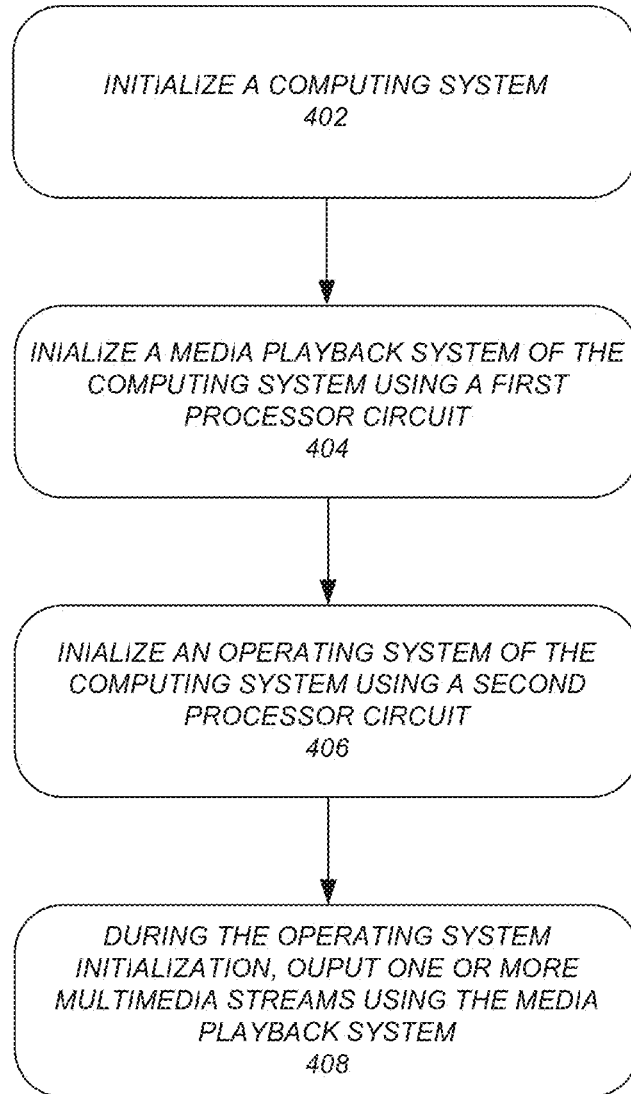 INITIALIZE A COMPUTING SYSTEM
402
INIALIZE A MEDIA PLAYBACK SYSTEM OF THE
COMPUTING SYSTEM USING A FIRST
PROCESSOR CIRCUIT
404
INIALIZE AN OPERATING SYSTEM OF THE
COMPUTING SYSTEM USING A SECOND
PROCESSOR CIRCUIT
406
DURING THE OPERATING SYSTEM
INITIALIZATION, OUPUT ONE OR MORE
MULTIMEDIA STREAMS USING THE MEDIA
PLAYBACK SYSTEM
408